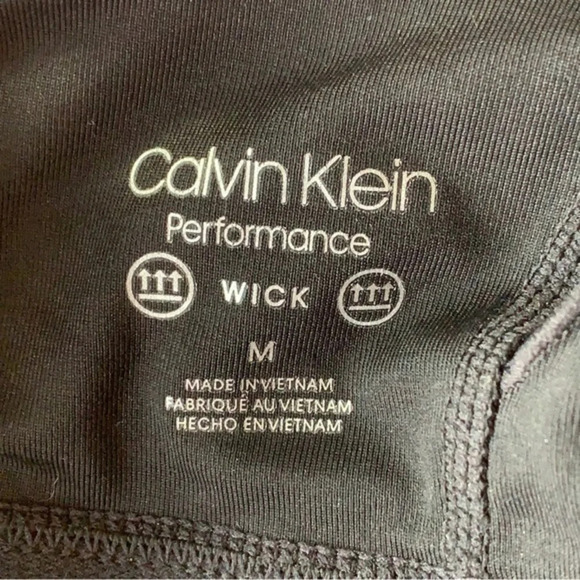 Calvin Klein
Performance
WICK
M
MADE IN VIETNAM
FABRIQUÉ AU VIETNAM
HECHO EN VIETNAM